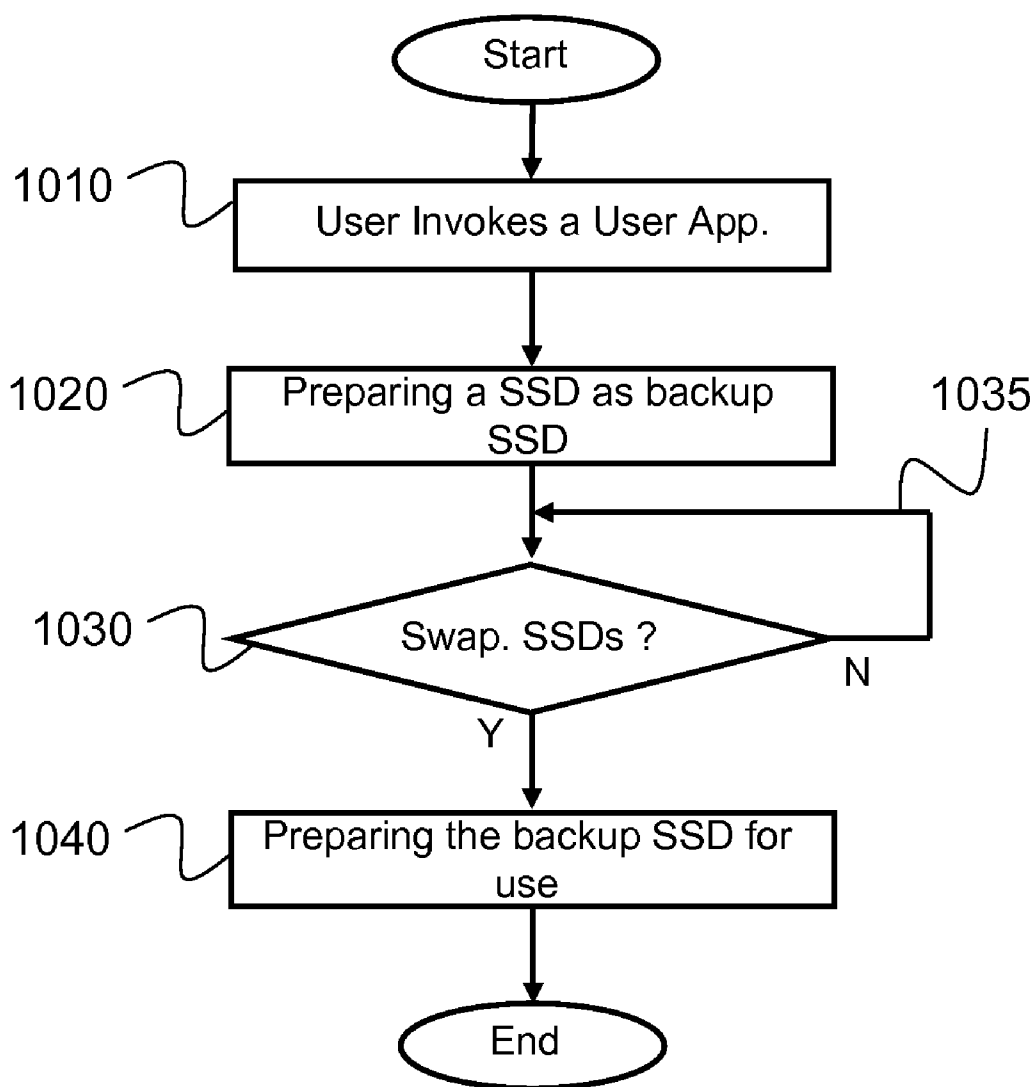 Start
1010
User Invokes a User App.
1020
Preparing a SSD as backup
SSD
1035
1030
Swap. SSDs ?
N
Y
1040
Preparing the backup SSD for
use
End